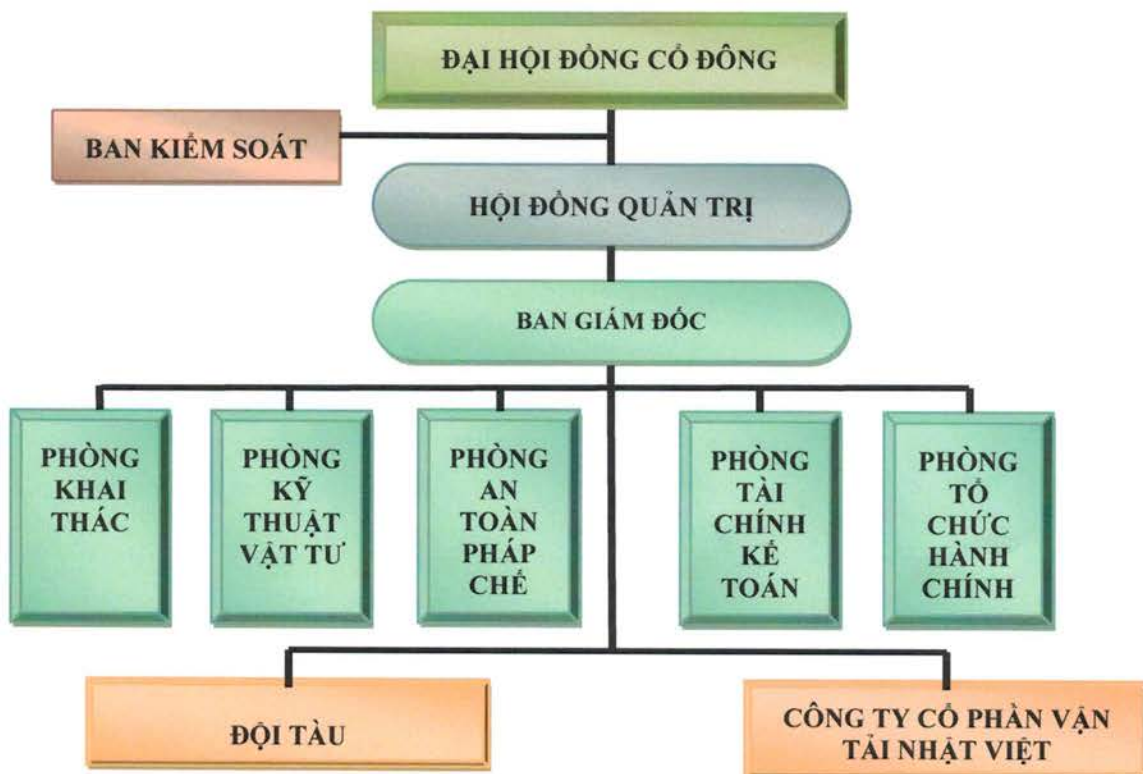 ĐẠI HỘI ĐỒNG CỔ ĐÔNG
BAN KIỂM SOÁT
HỘI ĐỒNG QUẢN TRỊ
BAN GIÁM ĐỐC
PHÒNG
KHAI
THÁC
PHÒNG
KỸ
THUẬT
VẬT TƯ
PHÒNG
AN
TOÀN
PHÁP
CHẾ
PHÒNG
TÀI
CHÍNH
KẾ
TOÁN
PHÒNG
TỔ
CHỨC
HÀNH
CHÍNH
ĐỘI TÀU
CÔNG TY CỔ PHẦN VẬN
TẢI NHẬT VIỆT